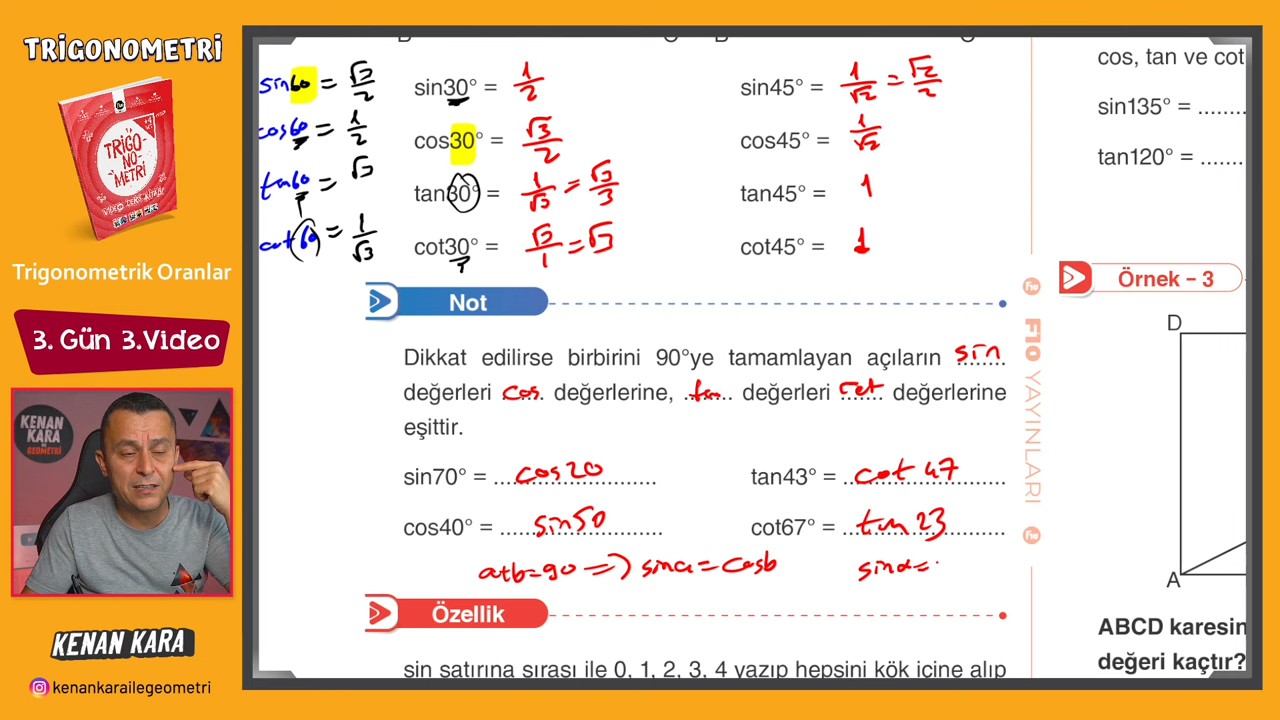 TRİGONOMETRİ
TRİGO-
NO-
METRİ
VİDEO DERS KİTABI
Trigonometrik Oranlar
3. Gün 3.Video
KENAN
KARA
ile
GEOMETRİ
KENAN KARA
kenankarailegeometri
sin60 = √3/2
cos60 = 1/2
tan60 = √3
cot60 = 1/√3
sin30° = 1/2
cos30° = √3/2
tan30° = 1/√3 = √3/3
cot30° = √3/1 = √3
sin45° = 1/√2 = √2/2
cos45° = 1/√2
tan45° = 1
cot45° = 1
Not
Dikkat edilirse birbirini 90°ye tamamlayan açıların sin
değerleri cos değerlerine, tan değerleri cot değerlerine
eşittir.
sin70° = cos20
tan43° = cot 47
cos40° = sin50
cot67° = tan 23
a+b=90 => sina = cosb
sina=
Özellik
sin satırına sırası ile 0, 1, 2, 3, 4 yazıp hepsini kök içine alıp
F10 YAYINLARI
cos, tan ve cot
sin135° = ........
tan120° = ......
Örnek - 3
D
A
ABCD karesin
değeri kaçtır?